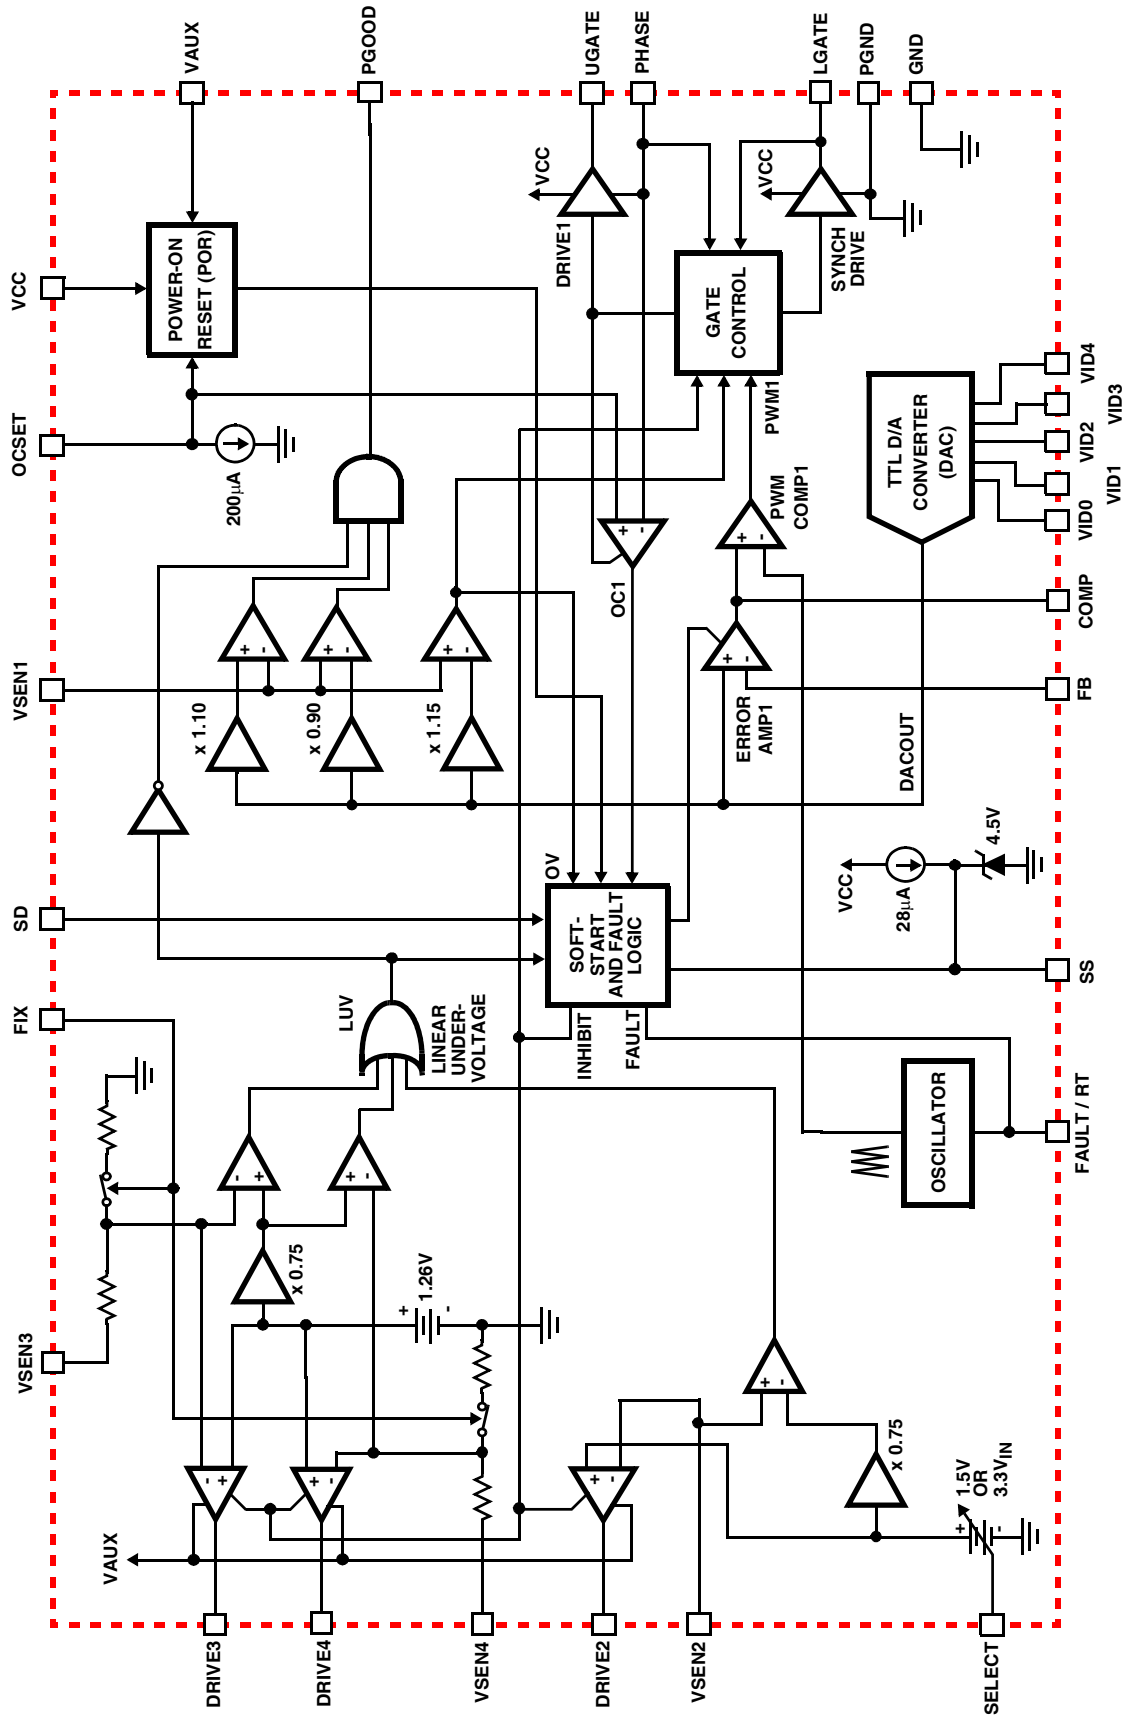 VSEN3
FIX
SD
VSEN1
OCSET
VCC
VAUX
POWER-ON
RESET (POR)
200µA
PGOOD
x 1.10
x 0.90
x 1.15
LUV
LINEAR
UNDER-
VOLTAGE
x 0.75
+
1.26V
-
- +
+ -
- +
+ -
+ -
+ -
+ -
VAUX
DRIVE3
DRIVE4
VSEN4
DRIVE2
VSEN2
SELECT
+ -
+ -
x 0.75
+
1.5V
OR
3.3VIN
-
OV
SOFT-
START
AND FAULT
LOGIC
INHIBIT
FAULT
OC1
+ -
DRIVE1
VCC
UGATE
PHASE
GATE
CONTROL
VCC
SYNCH
DRIVE
LGATE
PGND
GND
PWM1
PWM
COMP1
+ -
ERROR
AMP1
+ -
TTL D/A
CONVERTER
(DAC)
DACOUT
VCC
28µA
4.5V
OSCILLATOR
FAULT / RT
SS
FB
COMP
VID0
VID1
VID2
VID3
VID4